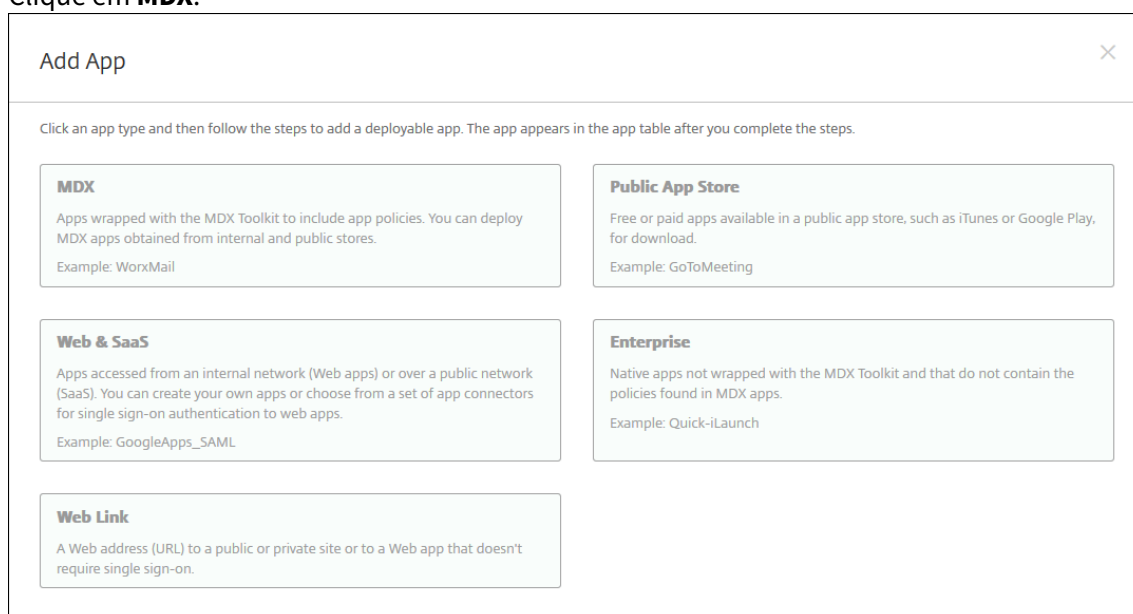 Clique em MDX.
Add App
Click an app type and then follow the steps to add a deployable app. The app appears in the app table after you complete the steps.
MDX
Apps wrapped with the MDX Toolkit to include app policies. You can deploy
MDX apps obtained from internal and public stores.
Example: WorxMail
Public App Store
Free or paid apps available in a public app store, such as iTunes or Google Play,
for download.
Example: GoToMeeting
Web & SaaS
Apps accessed from an internal network (Web apps) or over a public network
(SaaS). You can create your own apps or choose from a set of app connectors
for single sign-on authentication to web apps.
Example: GoogleApps_SAML
Enterprise
Native apps not wrapped with the MDX Toolkit and that do not contain the
policies found in MDX apps.
Example: Quick-iLaunch
Web Link
A Web address (URL) to a public or private site or to a Web app that doesn't
require single sign-on.